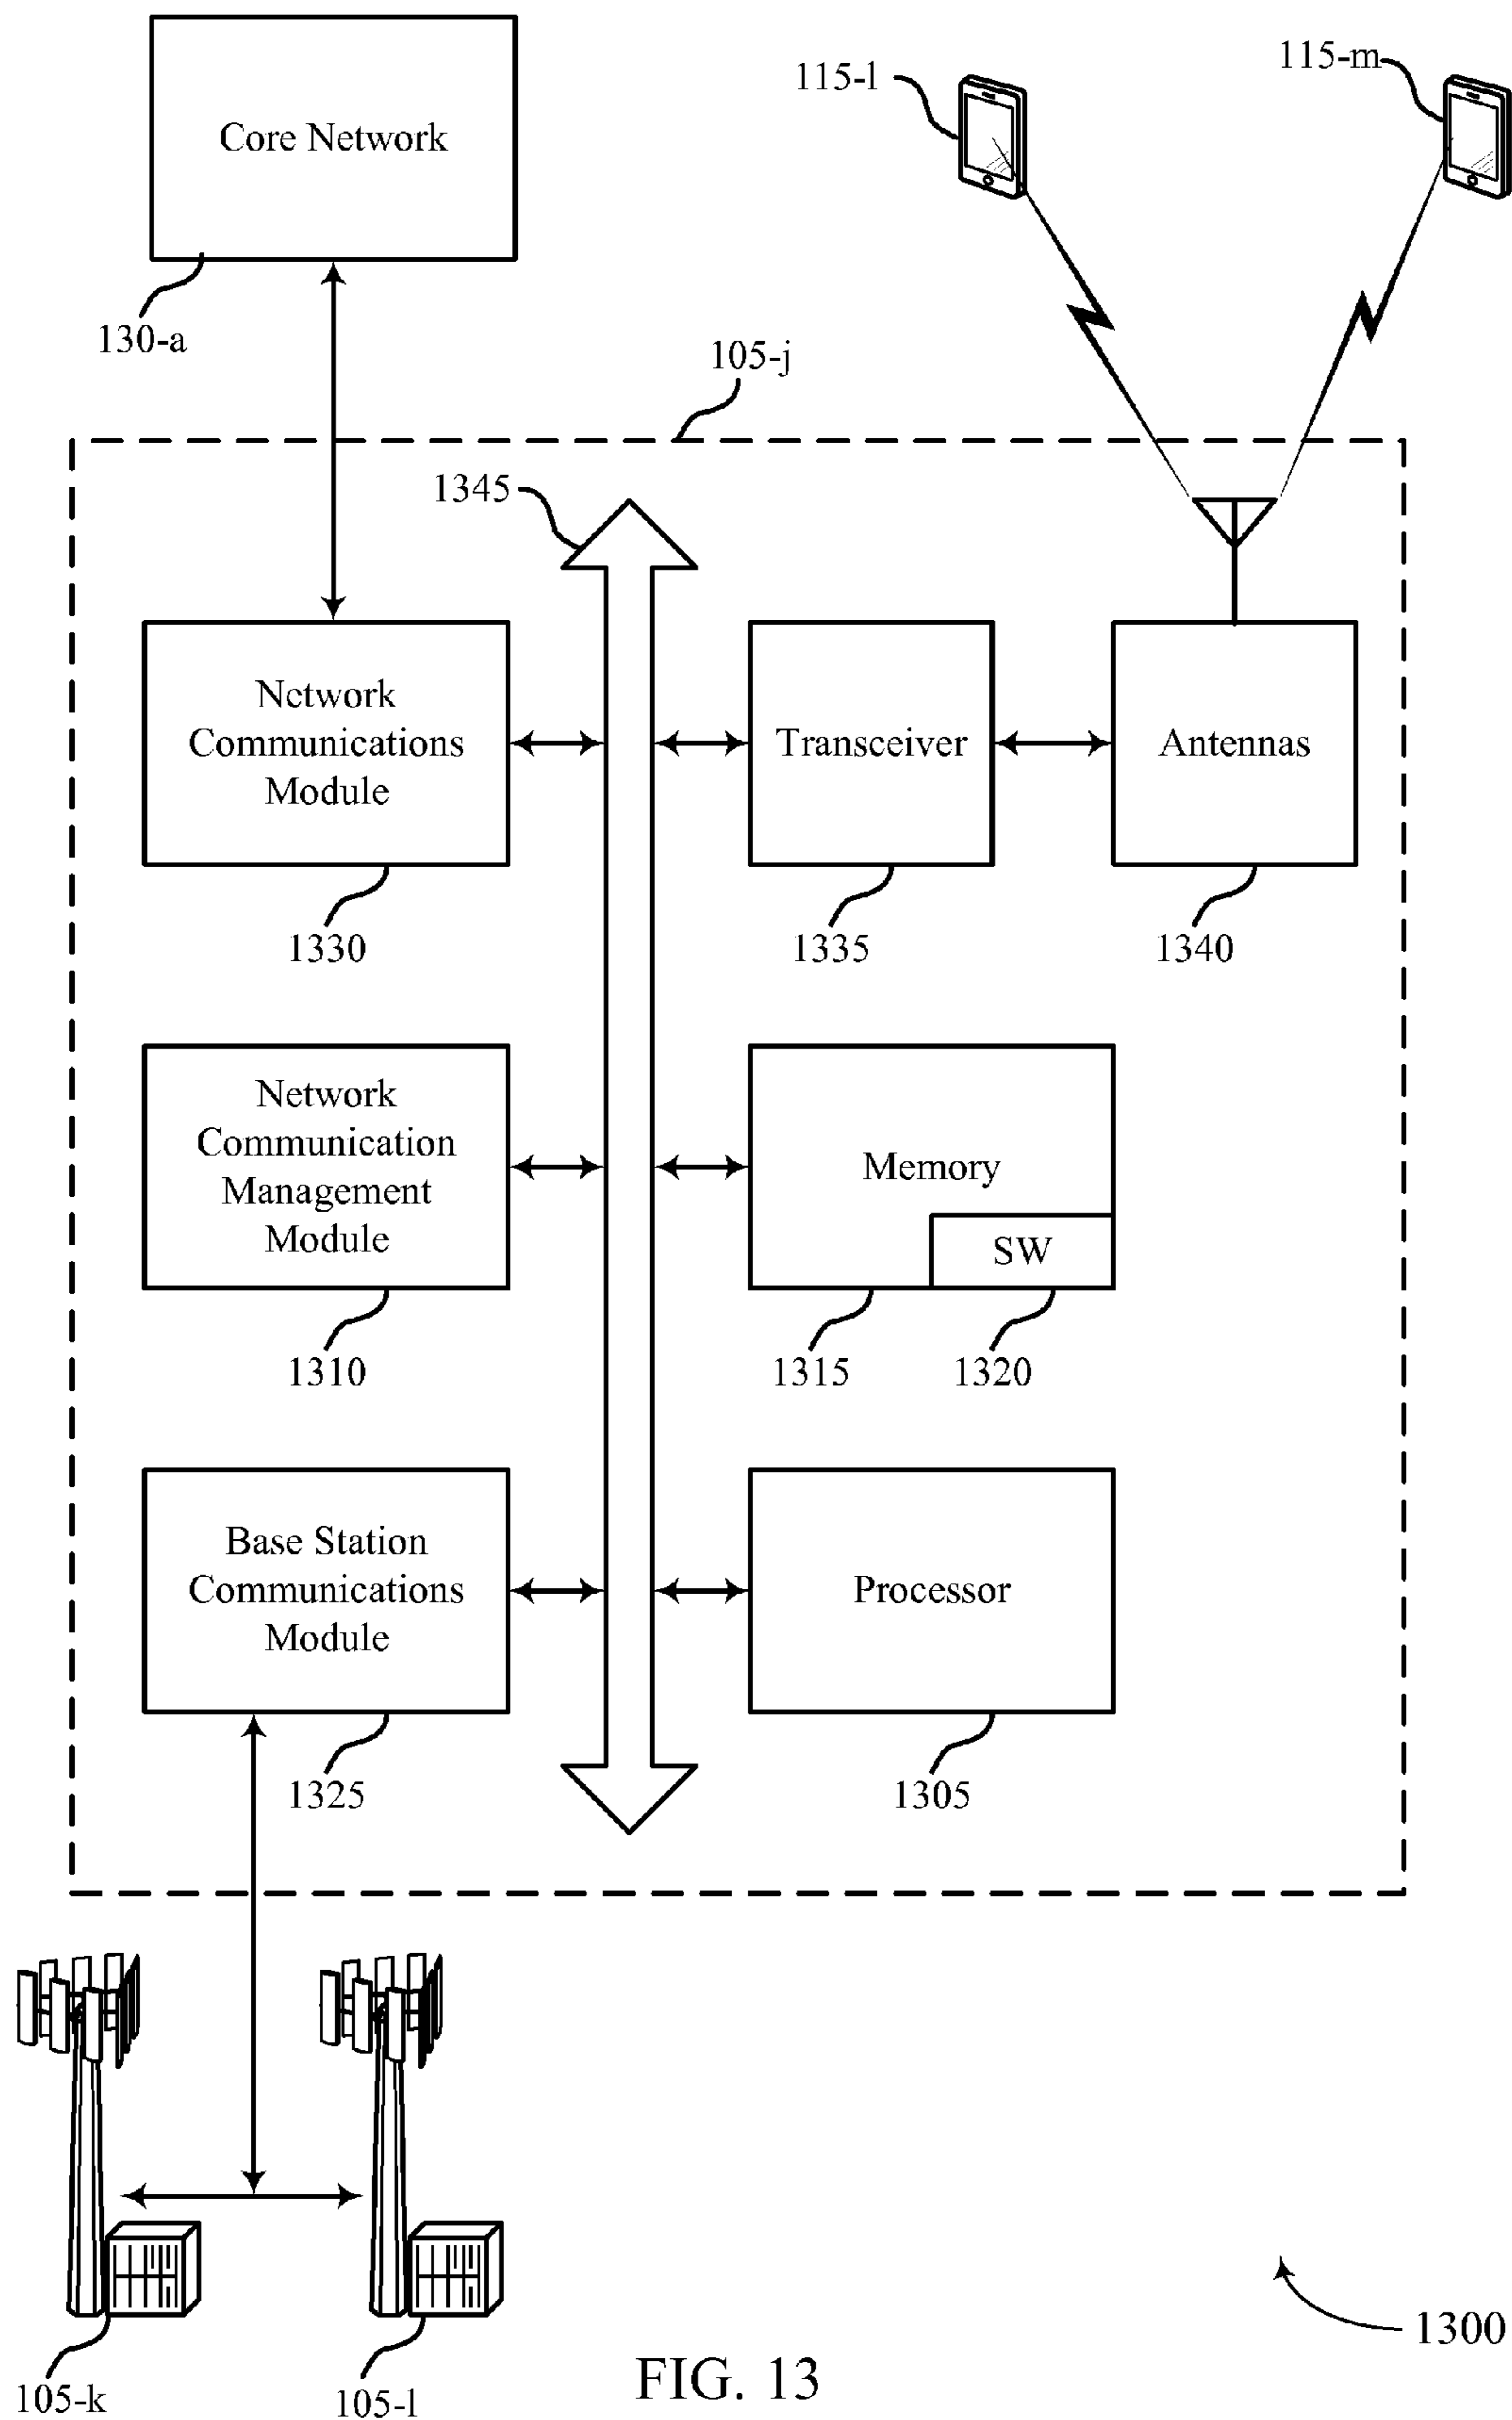 Core Network
130-a
115-l
115-m
105-j
1345
Network
Communications
Module
1330
Transceiver
1335
Antennas
1340
Network
Communication
Management
Module
1310
Memory
SW
1315
1320
Base Station
Communications
Module
1325
Processor
1305
105-k
105-l
1300
FIG. 13